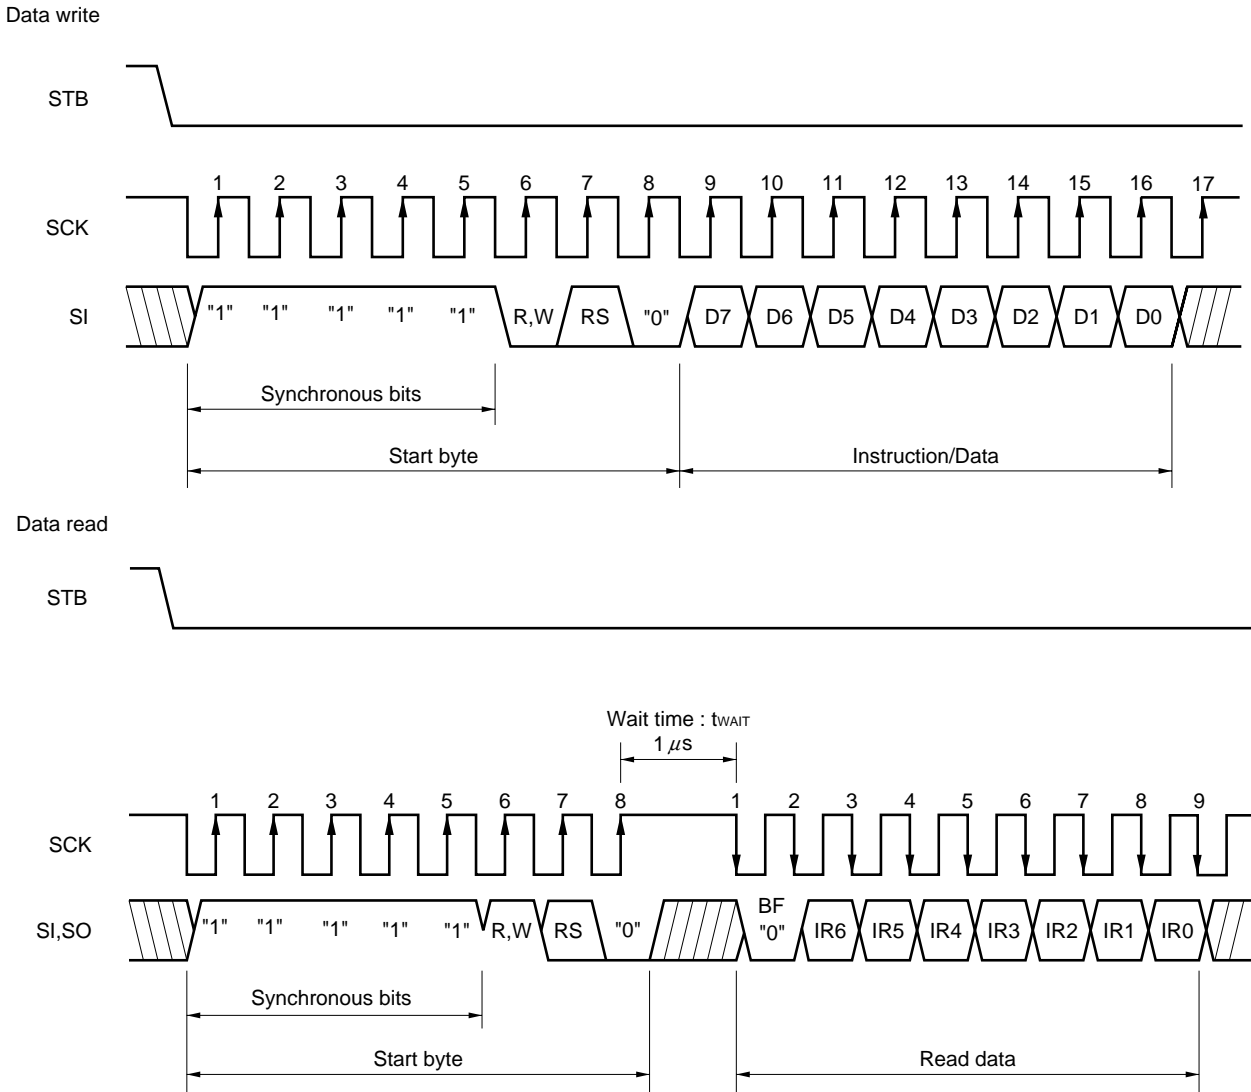 Data write
STB
1 2 3 4 5 6 7 8 9 10 11 12 13 14 15 16 17
SCK
SI "1" "1" "1" "1" "1" R,W RS "0" D7 D6 D5 D4 D3 D2 D1 D0
Synchronous bits
Start byte Instruction/Data
Data read
STB
Wait time : tWAIT
1 μs
1 2 3 4 5 6 7 8 1 2 3 4 5 6 7 8 9
SCK
BF
SI,SO "1" "1" "1" "1" "1" R,W RS "0" "0" IR6 IR5 IR4 IR3 IR2 IR1 IR0
Synchronous bits
Start byte Read data